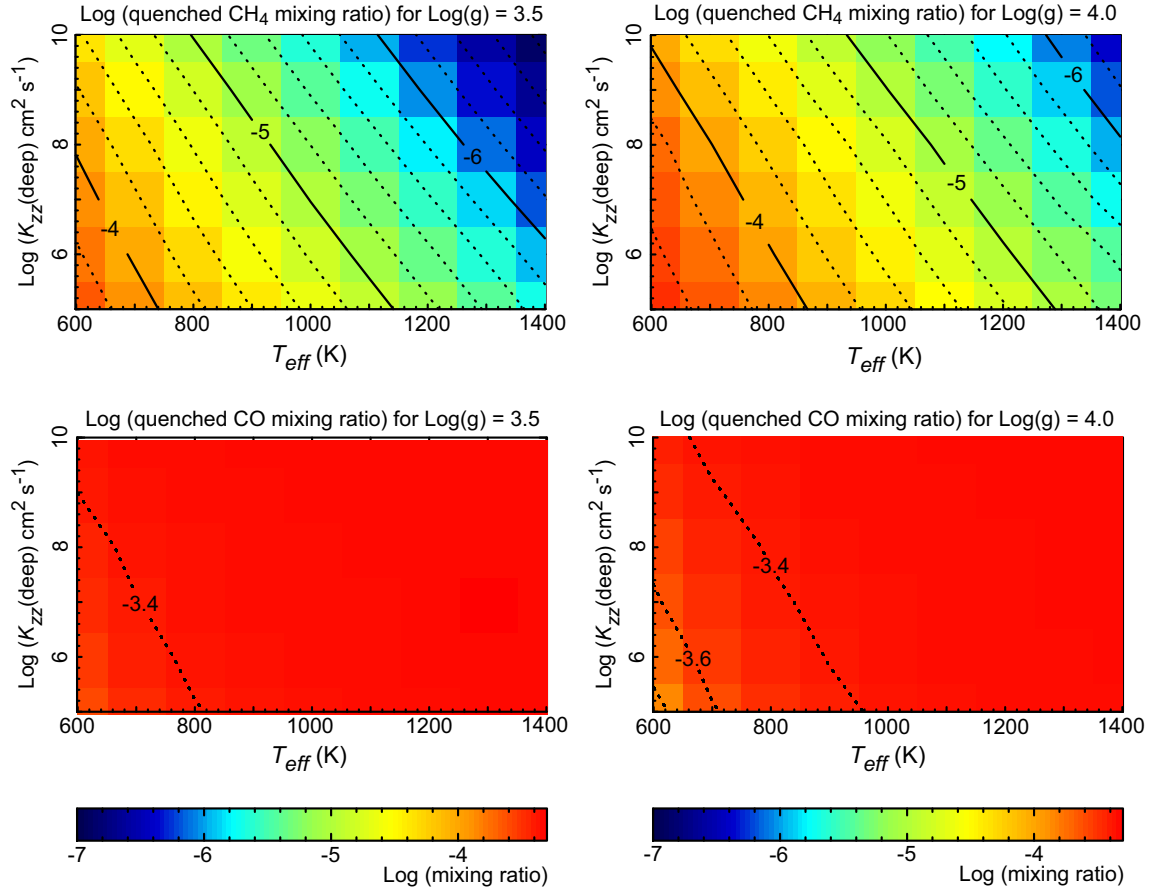 Log (quenched CH4 mixing ratio) for Log(g) = 3.5
Log (Kzz(deep) cm2 s-1)
10
8
6
-4
-5
-6
600 800 1000 1200 1400
Teff (K)
Log (quenched CH4 mixing ratio) for Log(g) = 4.0
Log (Kzz(deep) cm2 s-1)
10
8
6
-4
-5
-6
600 800 1000 1200 1400
Teff (K)
Log (quenched CO mixing ratio) for Log(g) = 3.5
Log (Kzz(deep) cm2 s-1)
10
8
6
-3.4
600 800 1000 1200 1400
Teff (K)
Log (quenched CO mixing ratio) for Log(g) = 4.0
Log (Kzz(deep) cm2 s-1)
10
8
6
-3.4
-3.6
600 800 1000 1200 1400
Teff (K)
-7 -6 -5 -4
Log (mixing ratio)
-7 -6 -5 -4
Log (mixing ratio)